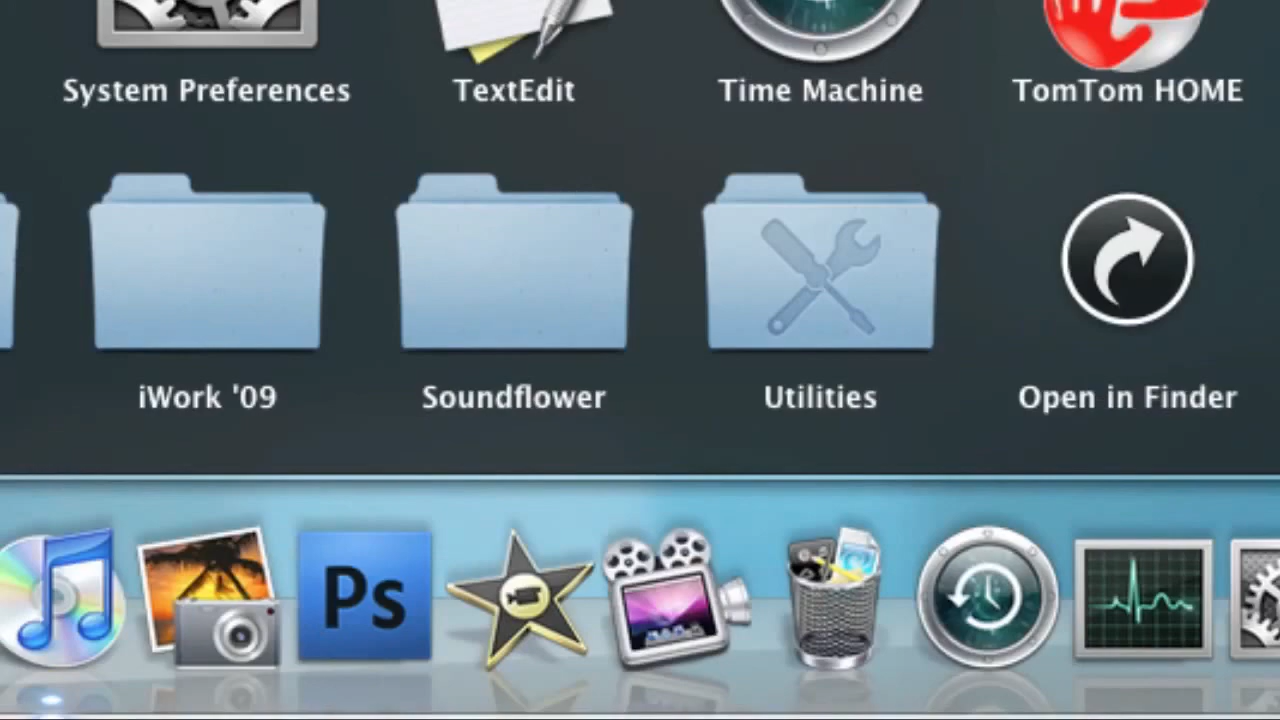 System Preferences
TextEdit
Time Machine
TomTom HOME
iWork '09
Soundflower
Utilities
Open in Finder
Ps